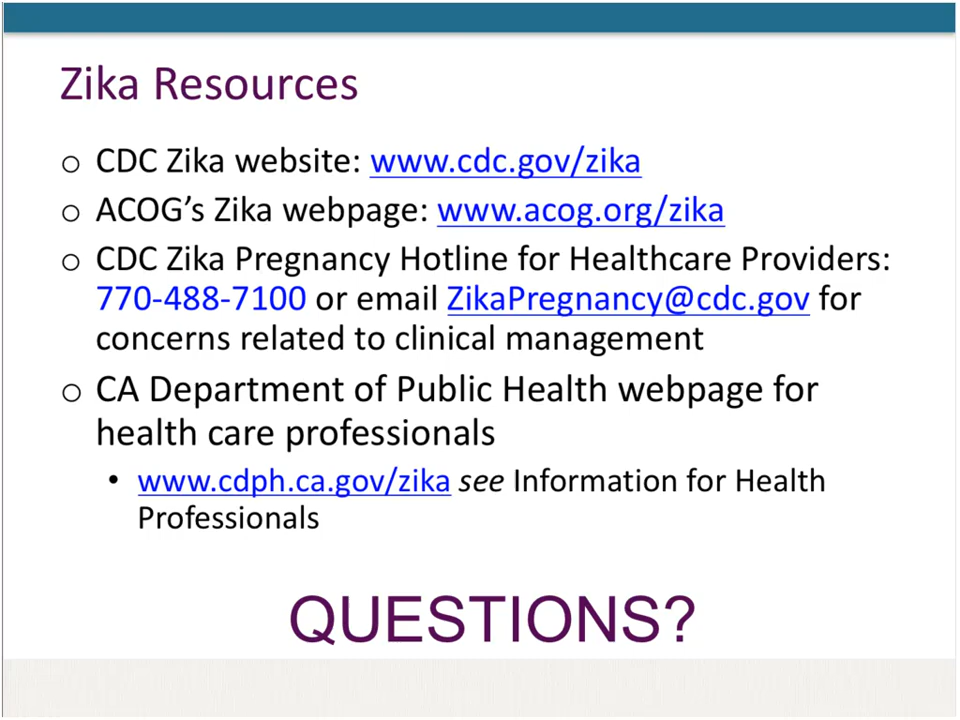 Zika Resources
o CDC Zika website: www.cdc.gov/zika
o ACOG’s Zika webpage: www.acog.org/zika
o CDC Zika Pregnancy Hotline for Healthcare Providers:
770-488-7100 or email ZikaPregnancy@cdc.gov for
concerns related to clinical management
o CA Department of Public Health webpage for
health care professionals
• www.cdph.ca.gov/zika see Information for Health
Professionals
QUESTIONS?